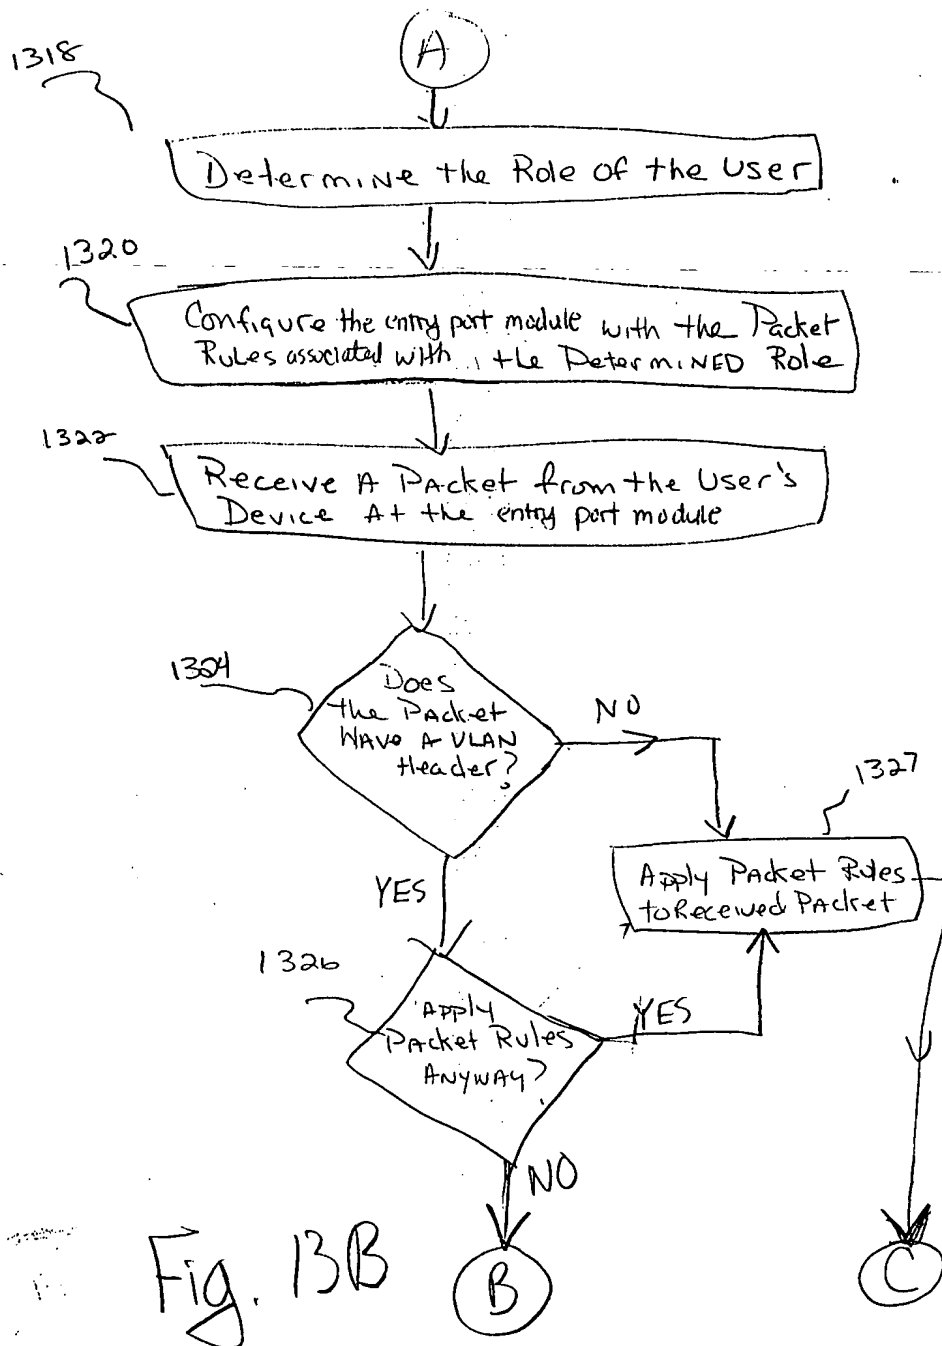 A
1318
Determine the Role of the User
1320
Configure the entry port module with the Packet
Rules associated with the Determined Role
1322
Receive A Packet from the User's
Device At the entry port module
1324
Does
the Packet
Have A VLAN
Header?
NO
1327
Apply Packet Rules
to Received Packet
YES
1326
Apply
Packet Rules
Anyway?
YES
NO
B
C
Fig. 13B